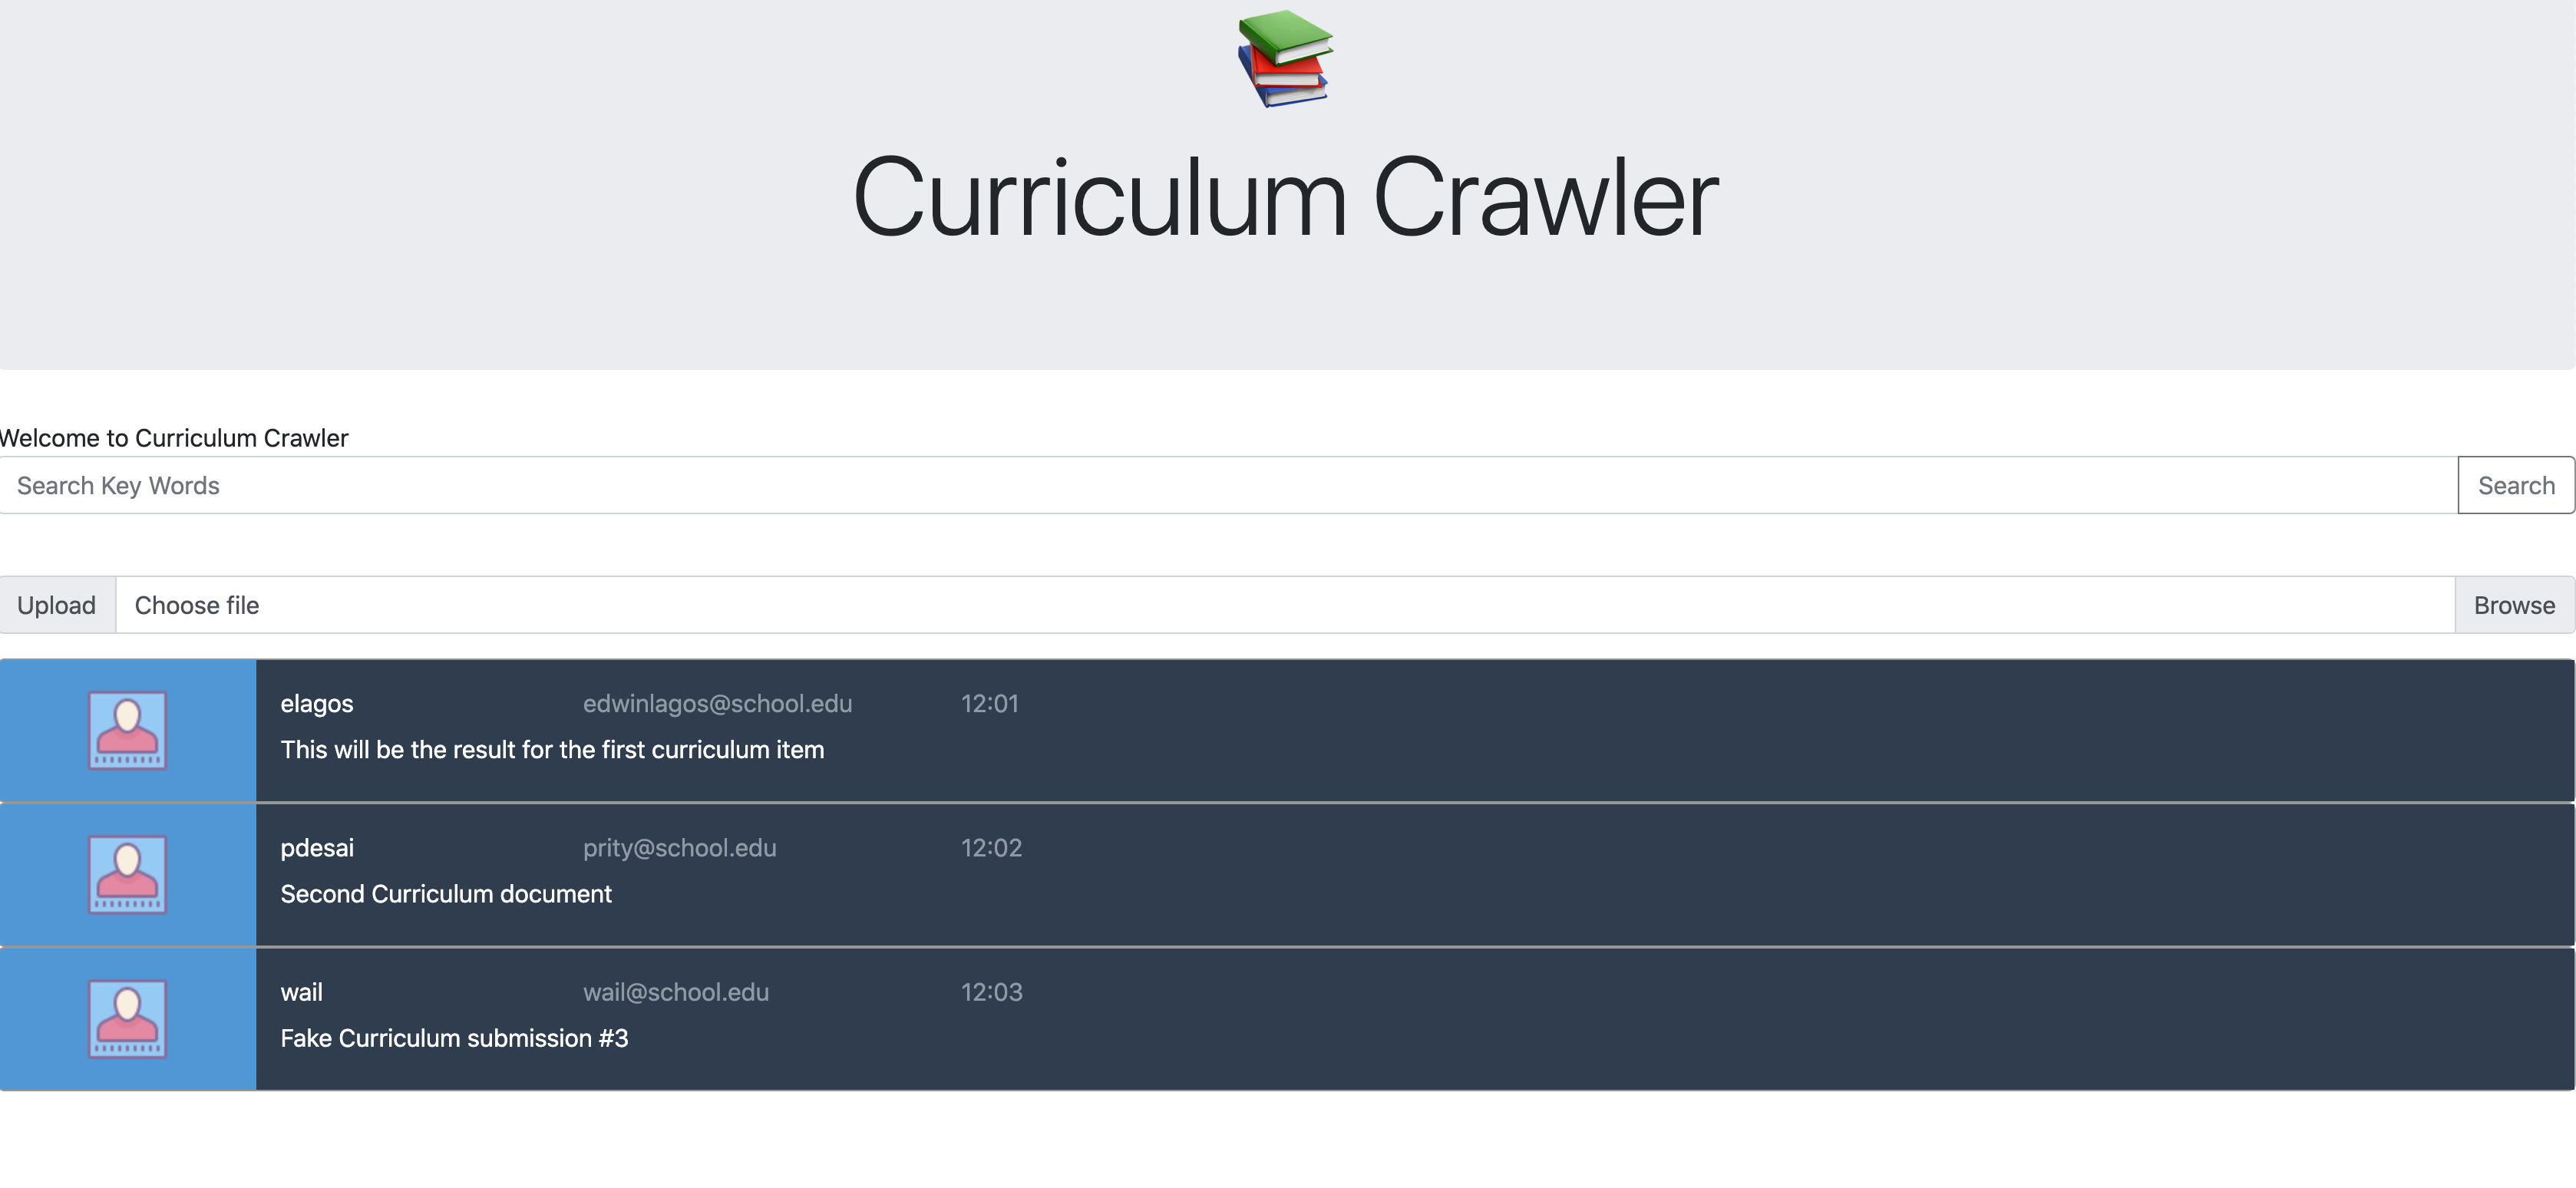 Curriculum Crawler
Welcome to Curriculum Crawler
Search Key Words Search
Upload Choose file Browse
elagos edwinlagos@school.edu 12:01
This will be the result for the first curriculum item
pdesai prity@school.edu 12:02
Second Curriculum document
wail wail@school.edu 12:03
Fake Curriculum submission #3